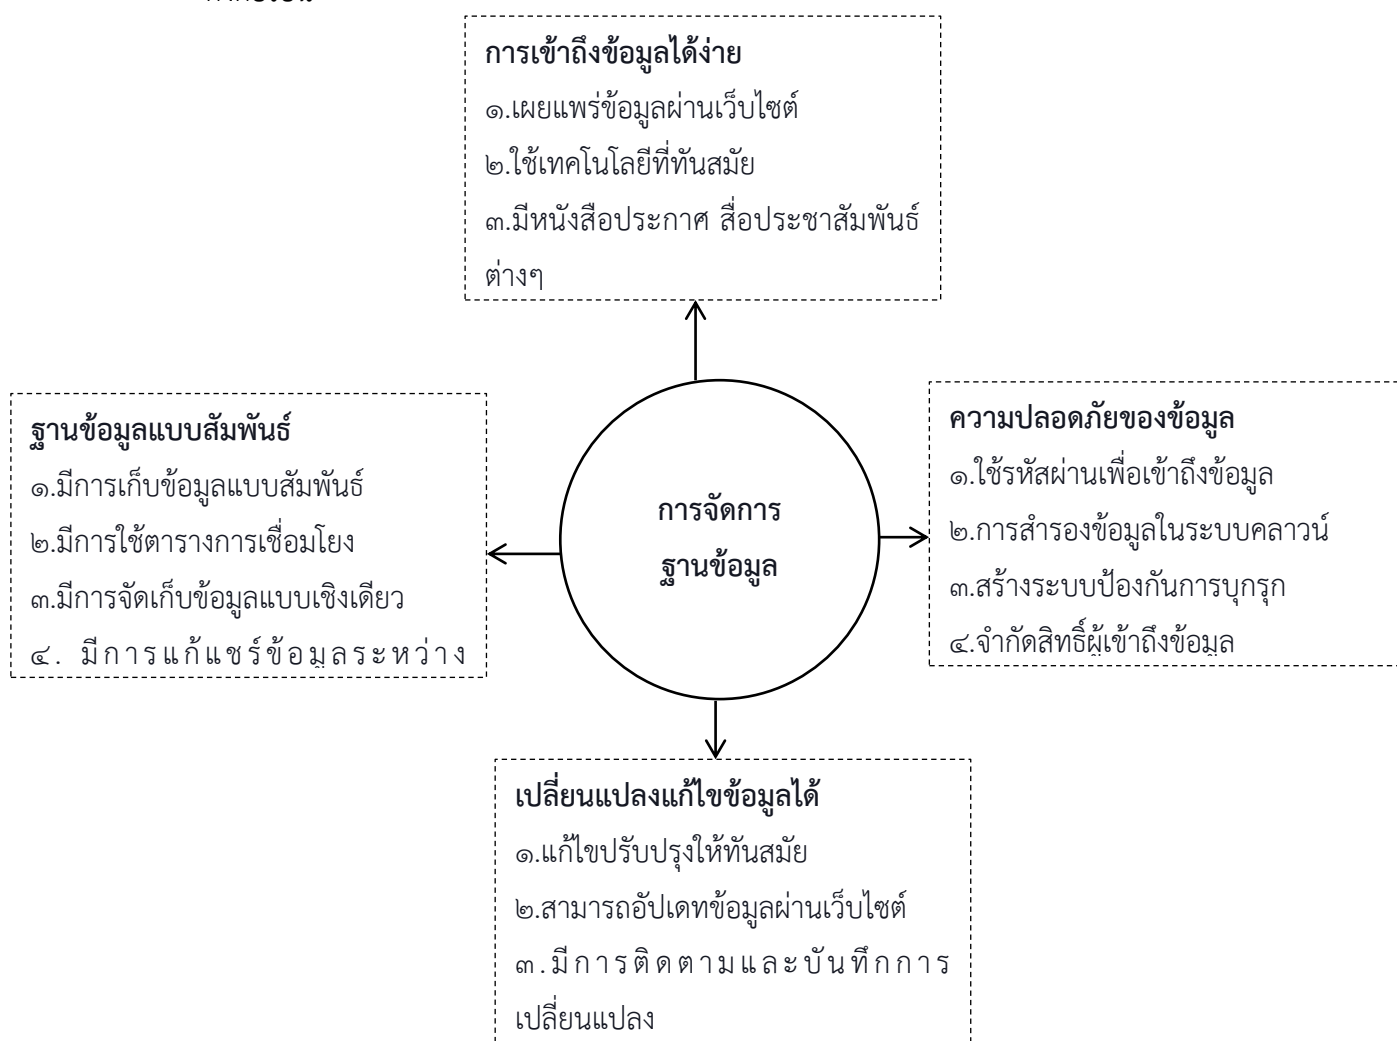 การเข้าถึงข้อมูลได้ง่าย
๑.เผยแพร่ข้อมูลผ่านเว็บไซต์
๒.ใช้เทคโนโลยีที่ทันสมัย
๓.มีหนังสือประกาศ สื่อประชาสัมพันธ์
ต่างๆ
ฐานข้อมูลแบบสัมพันธ์
๑.มีการเก็บข้อมูลแบบสัมพันธ์
๒.มีการใช้ตารางการเชื่อมโยง
๓.มีการจัดเก็บข้อมูลแบบเชิงเดียว
๔. มีการแก้แชร์ข้อมูลระหว่าง
การจัดการ
ฐานข้อมูล
ความปลอดภัยของข้อมูล
๑.ใช้รหัสผ่านเพื่อเข้าถึงข้อมูล
๒.การสำรองข้อมูลในระบบคลาวน์
๓.สร้างระบบป้องกันการบุกรุก
๔.จำกัดสิทธิ์ผู้เข้าถึงข้อมูล
เปลี่ยนแปลงแก้ไขข้อมูลได้
๑.แก้ไขปรับปรุงให้ทันสมัย
๒.สามารถอัปเดทข้อมูลผ่านเว็บไซต์
๓.มีการติดตามและบันทึกการ
เปลี่ยนแปลง